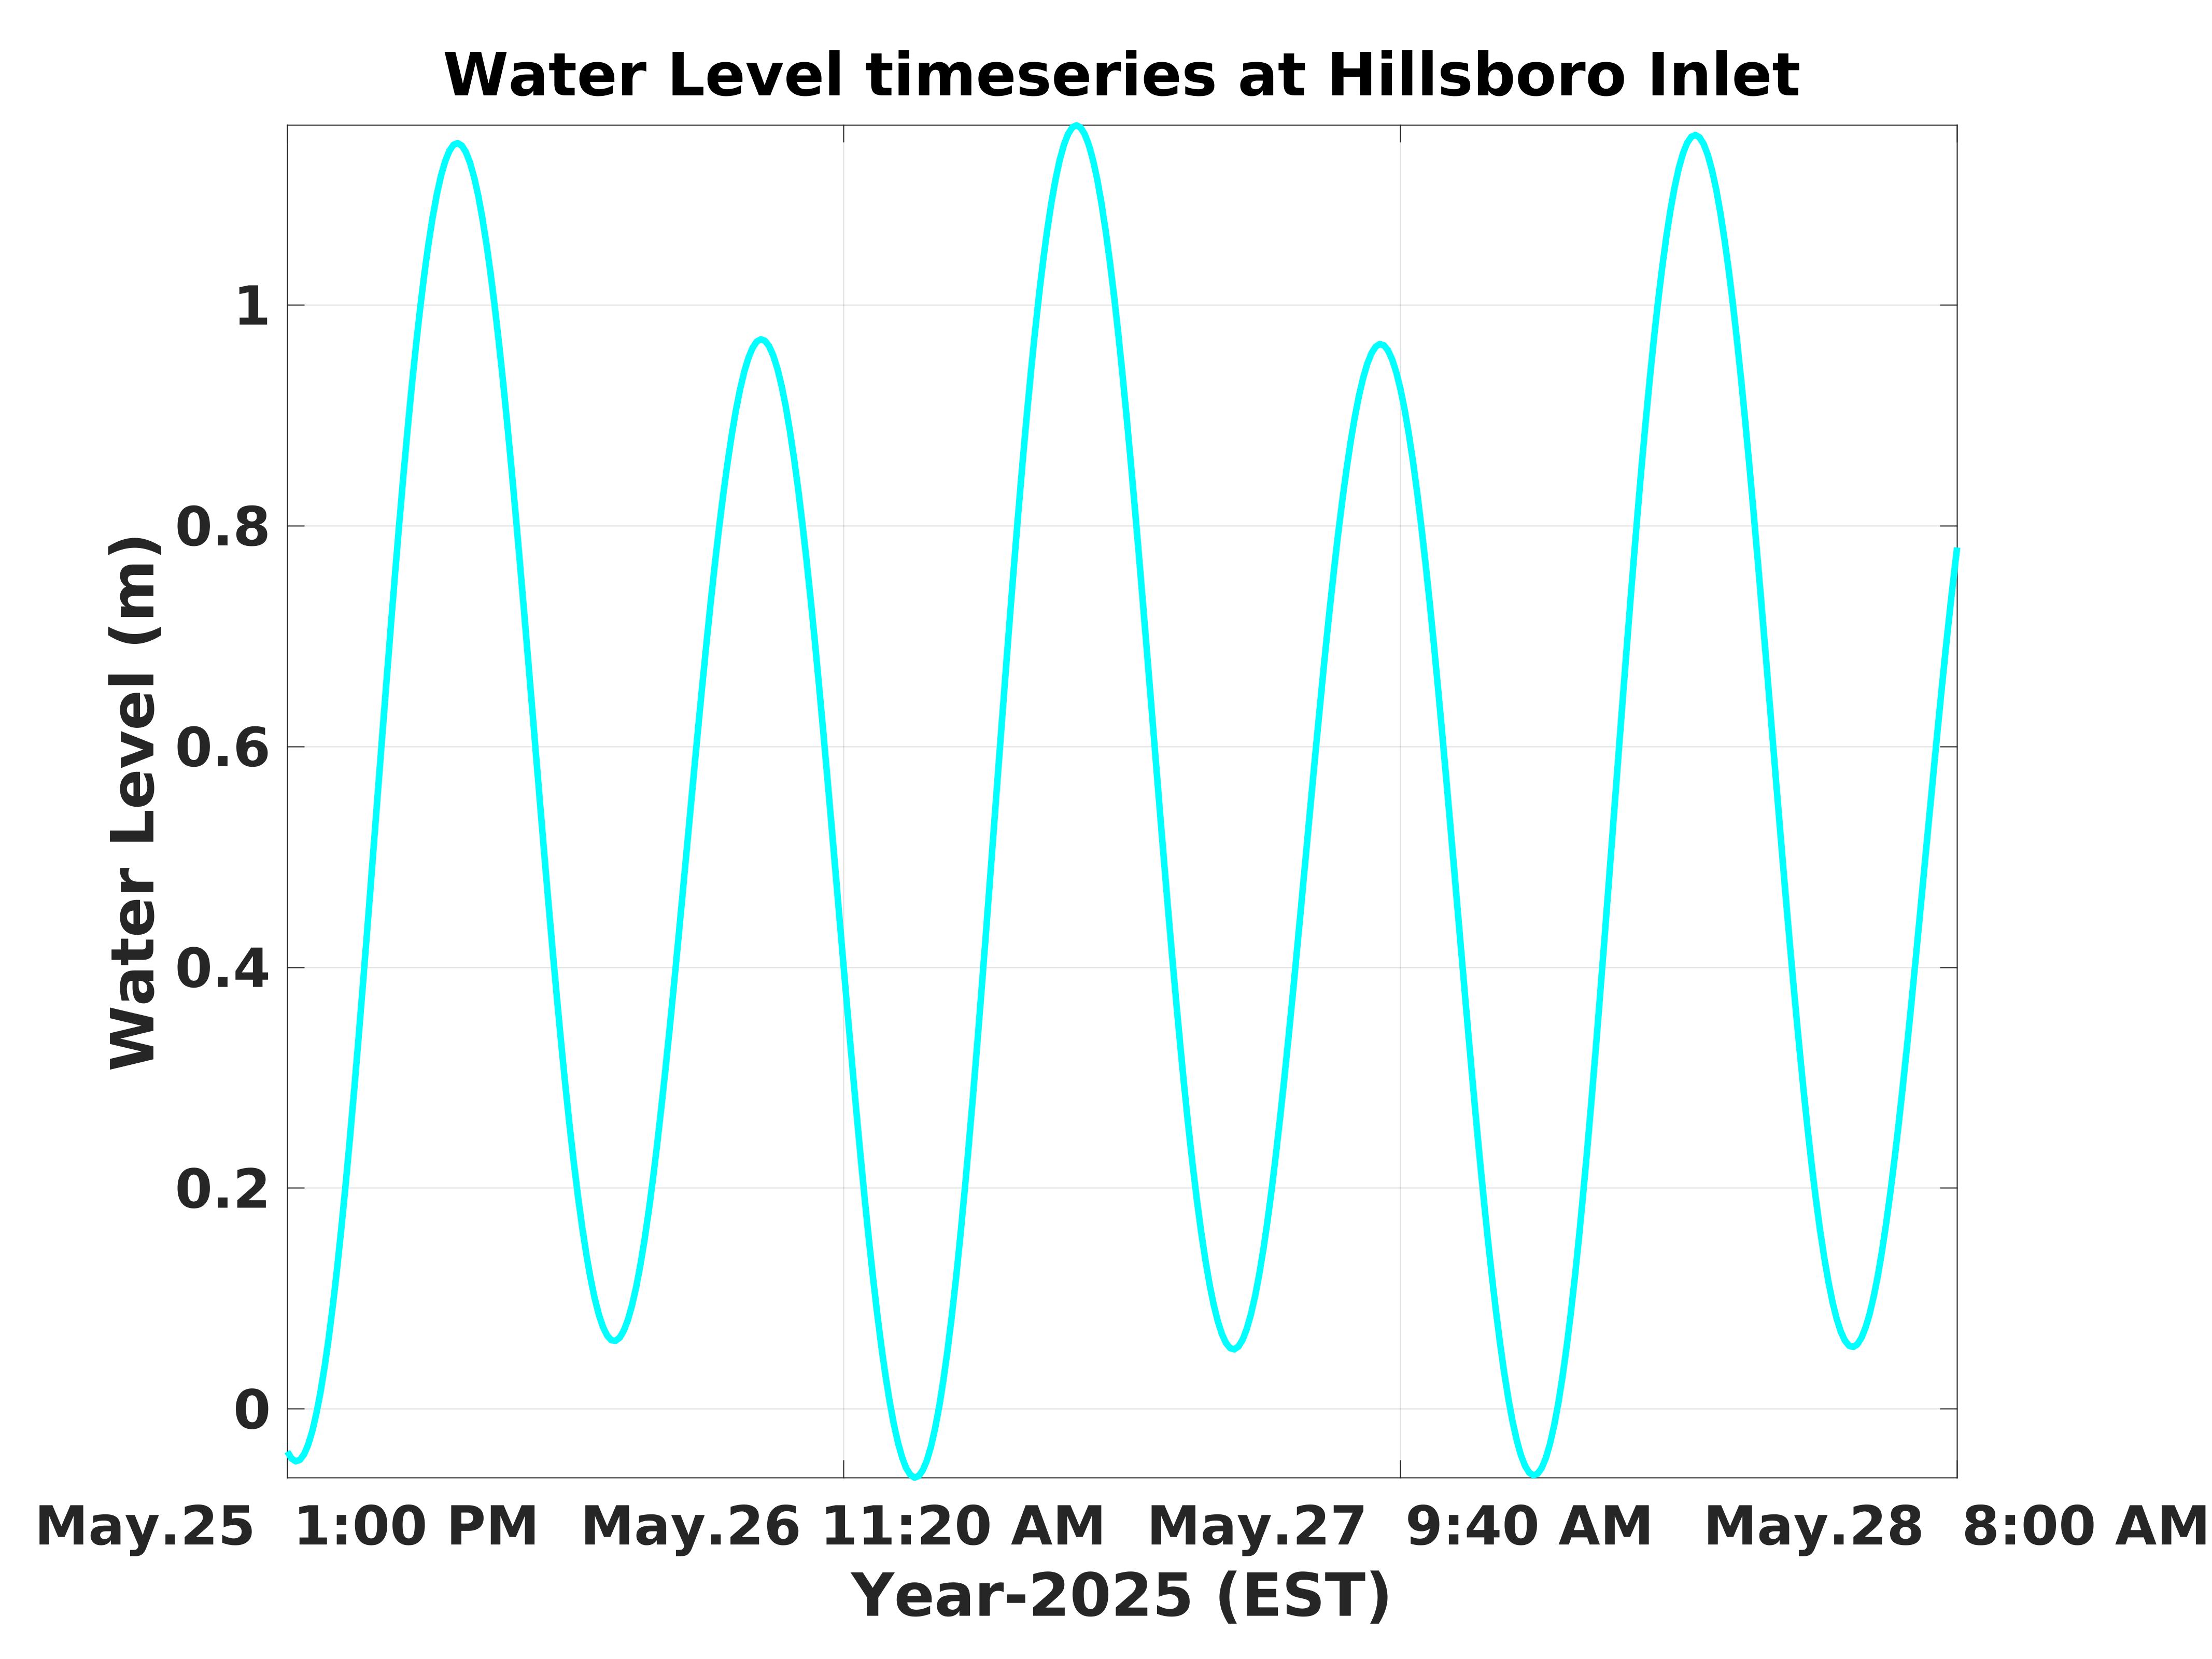 Water Level timeseries at Hillsboro Inlet
Water Level (m)
1
0.8
0.6
0.4
0.2
0
May.25  1:00 PM
May.26 11:20 AM
May.27  9:40 AM
May.28  8:00 AM
Year-2025 (EST)